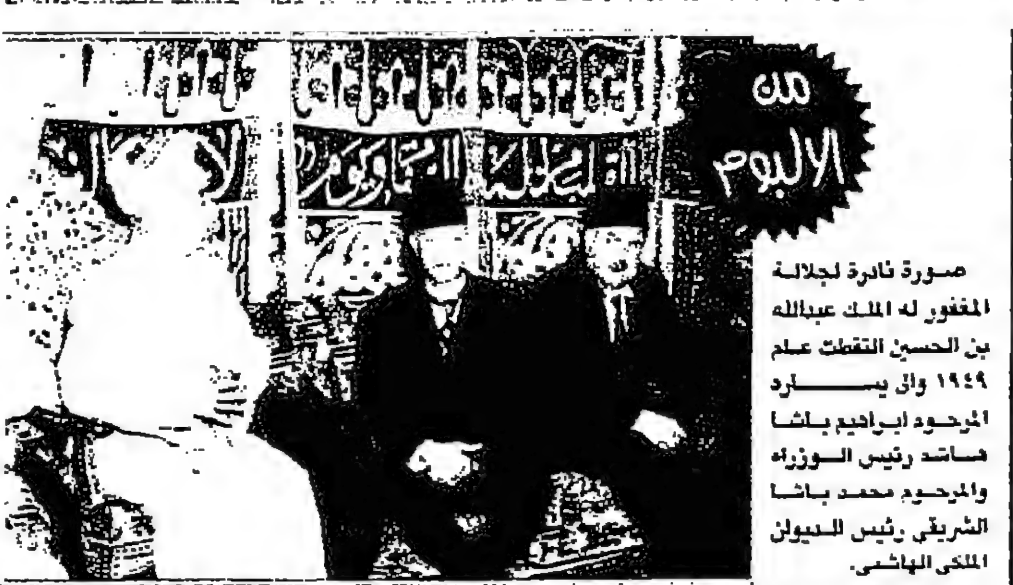 من
الالبوم
صورة نادرة لجلالة
المغفور له الملك عبدالله
بن الحسين التقطت عام
١٩٤٩ والى يساره
المرحوم ابراهيم باشا
هاشم رئيس الوزراء
والمرحوم محمد باشا
الشريقي رئيس الديوان
الملكي الهاشمي.